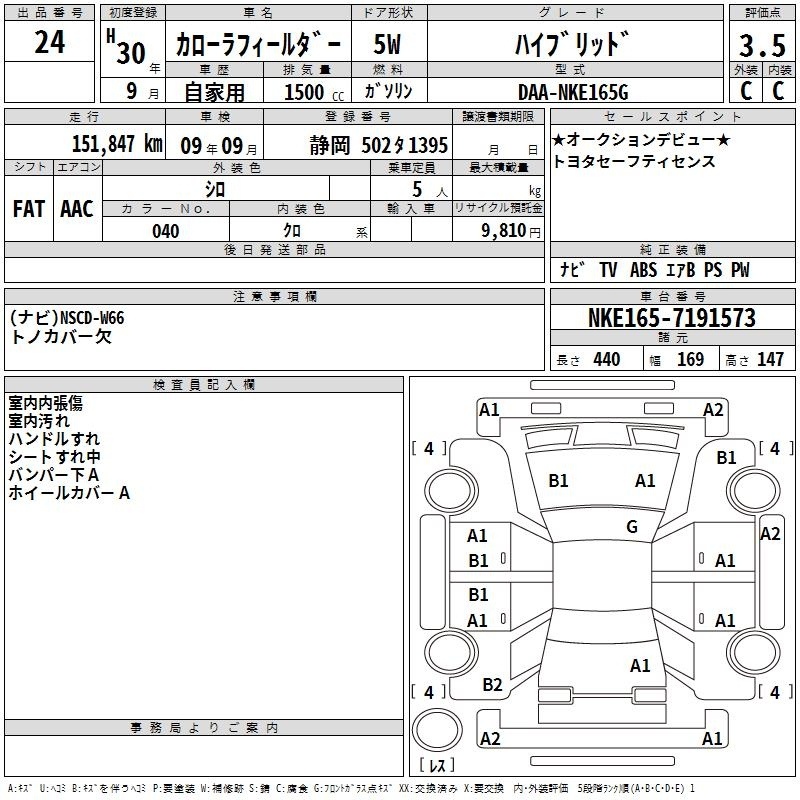 出品番号 初度登録 車名 ドア形状 グレード 評価点
24 H30年 カローラフィールダー 5W ハイブリッド 3.5
車歴 排気量 燃料 型式 外装 内装
9月 自家用 1500 CC ガソリン DAA-NKE165G C C
走行 車検 登録番号 譲渡書類期限 セールスポイント
151,847 km 09年09月 静岡 502タ1395 月 日
★オークションデビュー★
トヨタセーフティセンス
シフト エアコン 外装色 乗車定員 最大積載量
FAT AAC シロ 5人 kg
カラーNo. 内装色 輸入車 リサイクル預託金
040 クロ 系 9,810円
後日発送部品 純正装備
ナビ TV ABS エアB PS PW
注意事項欄 車台番号
(ナビ)NSCD-W66 NKE165-7191573
トノカバー欠
諸元
長さ 440 幅 169 高さ 147
検査員記入欄
室内内張傷
室内汚れ
ハンドルすれ
シートすれ中
バンパー下A
ホイールカバーA
A1 A2
[ 4 ] [ 4 ]
B1
B1 A1
G
A1 A2
B1 A1
B1
A1 A1
A1
B2
[ 4 ] [ 4 ]
A2 A1
[ レス ]
事務局よりご案内
A:キズ U:ヘコミ B:キズを伴うヘコミ P:要塗装 W:補修跡 S:錆 C:腐食 G:フロントガラス点キズ XX:交換済み X:要交換 内・外装評価 5段階ランク順(A・B・C・D・E) 1